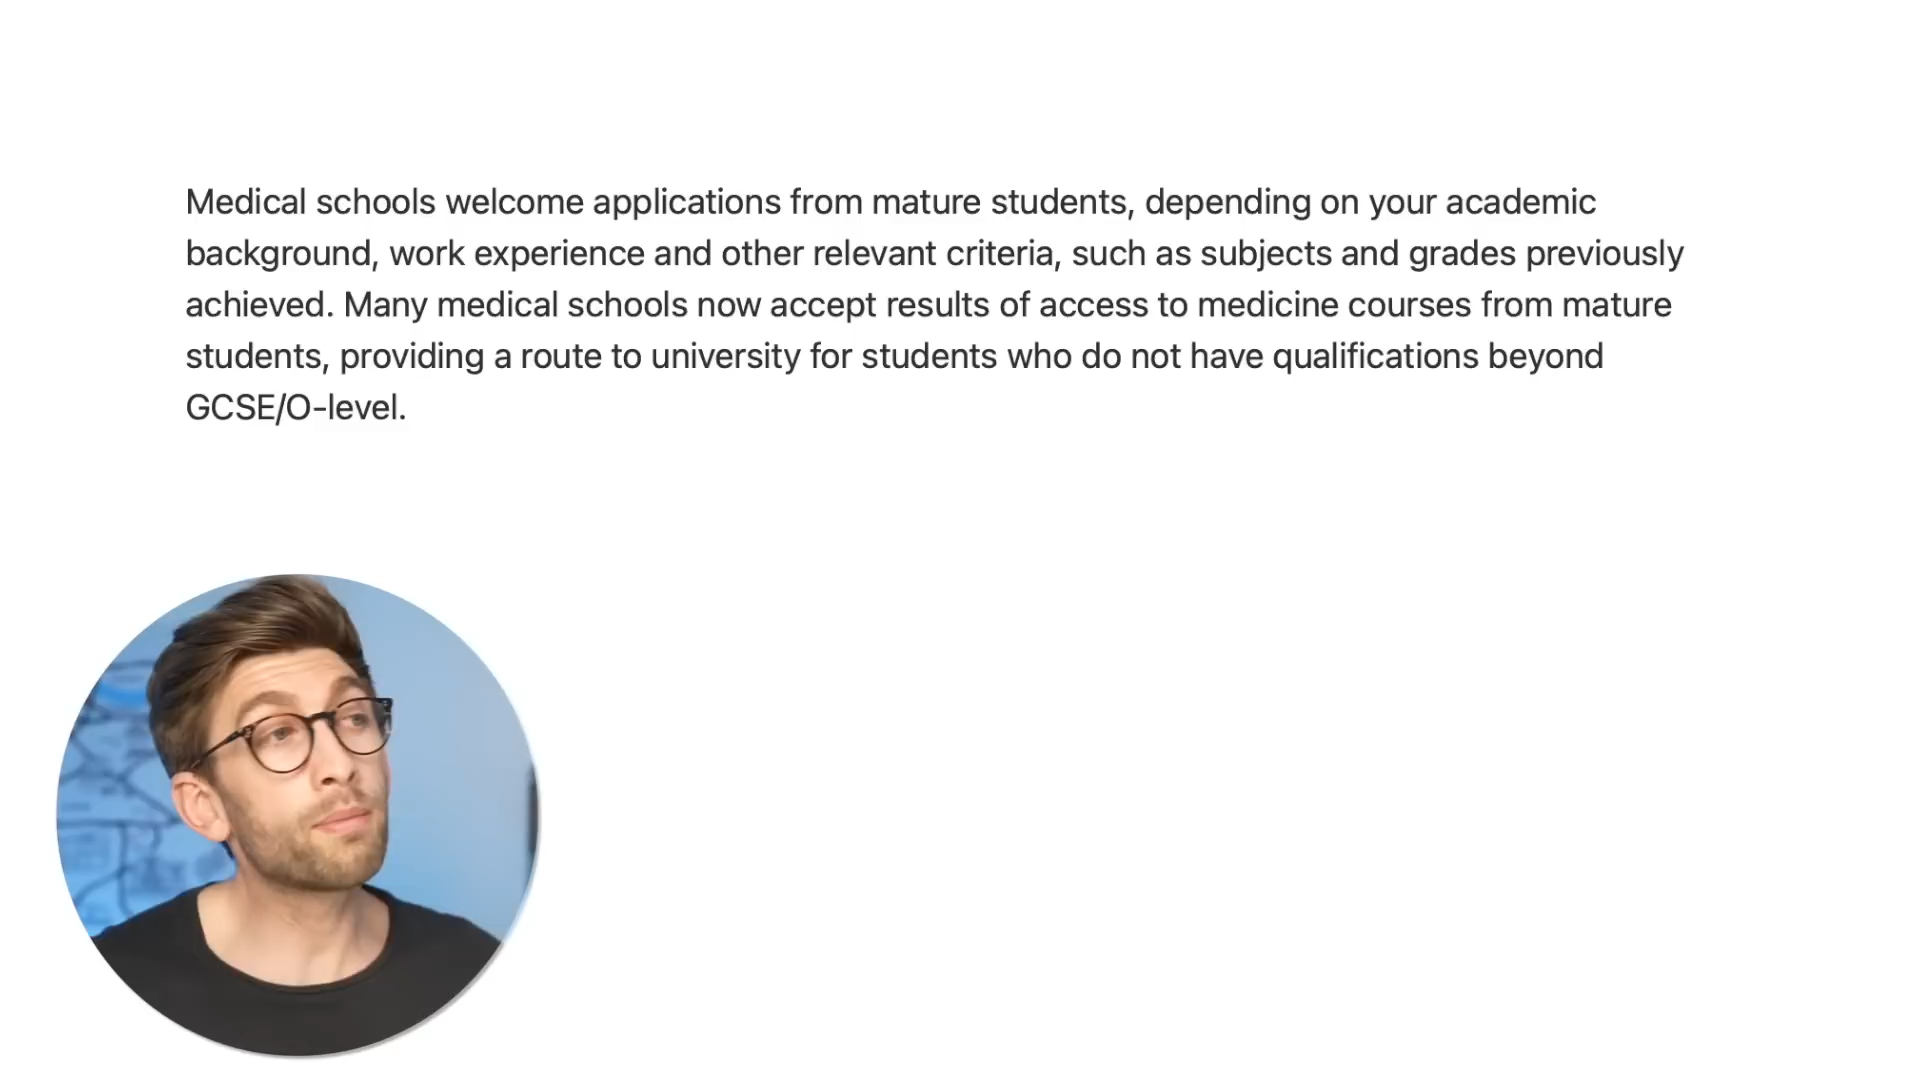 Medical schools welcome applications from mature students, depending on your academic
background, work experience and other relevant criteria, such as subjects and grades previously
achieved. Many medical schools now accept results of access to medicine courses from mature
students, providing a route to university for students who do not have qualifications beyond
GCSE/O-level.